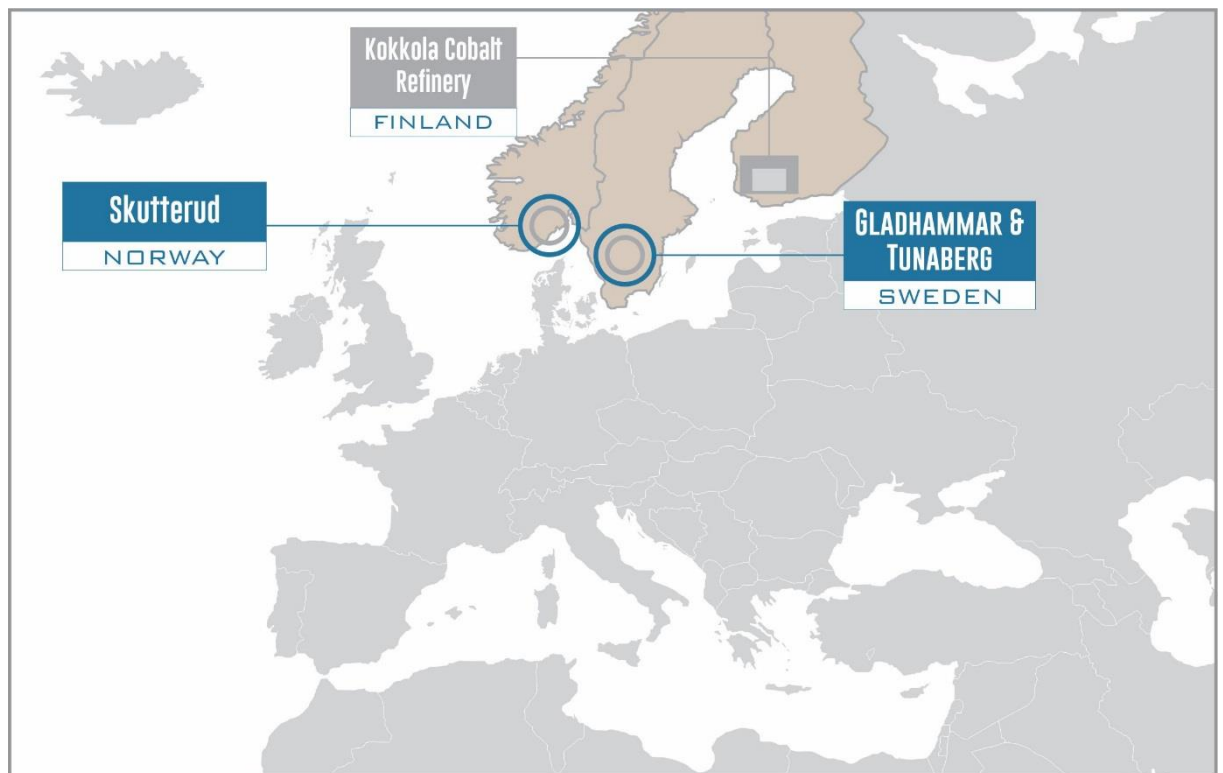 Kokkola Cobalt
Refinery
FINLAND
Skutterud
NORWAY
GLADHAMMAR &
TUNABERG
SWEDEN